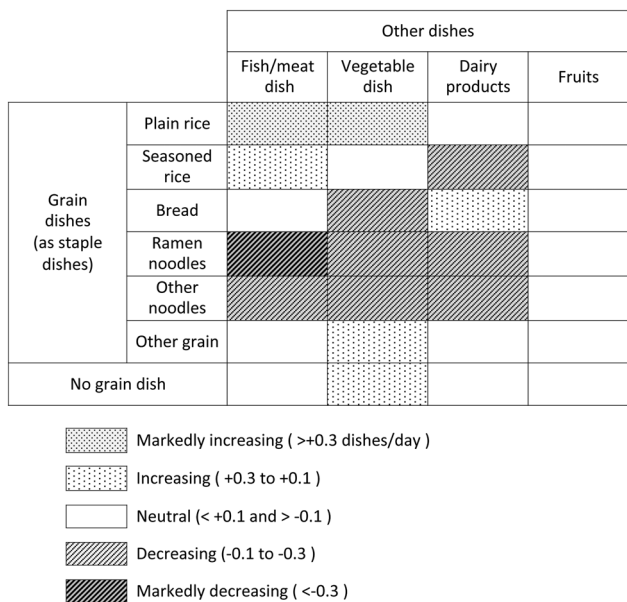 Other dishes
Fish/meat
dish
Vegetable
dish
Dairy
products
Fruits
Grain
dishes
(as staple
dishes)
Plain rice
Seasoned
rice
Bread
Ramen
noodles
Other
noodles
Other grain
No grain dish
Markedly increasing ( >+0.3 dishes/day )
Increasing ( +0.3 to +0.1 )
Neutral (< +0.1 and > -0.1 )
Decreasing (-0.1 to -0.3 )
Markedly decreasing ( <-0.3 )